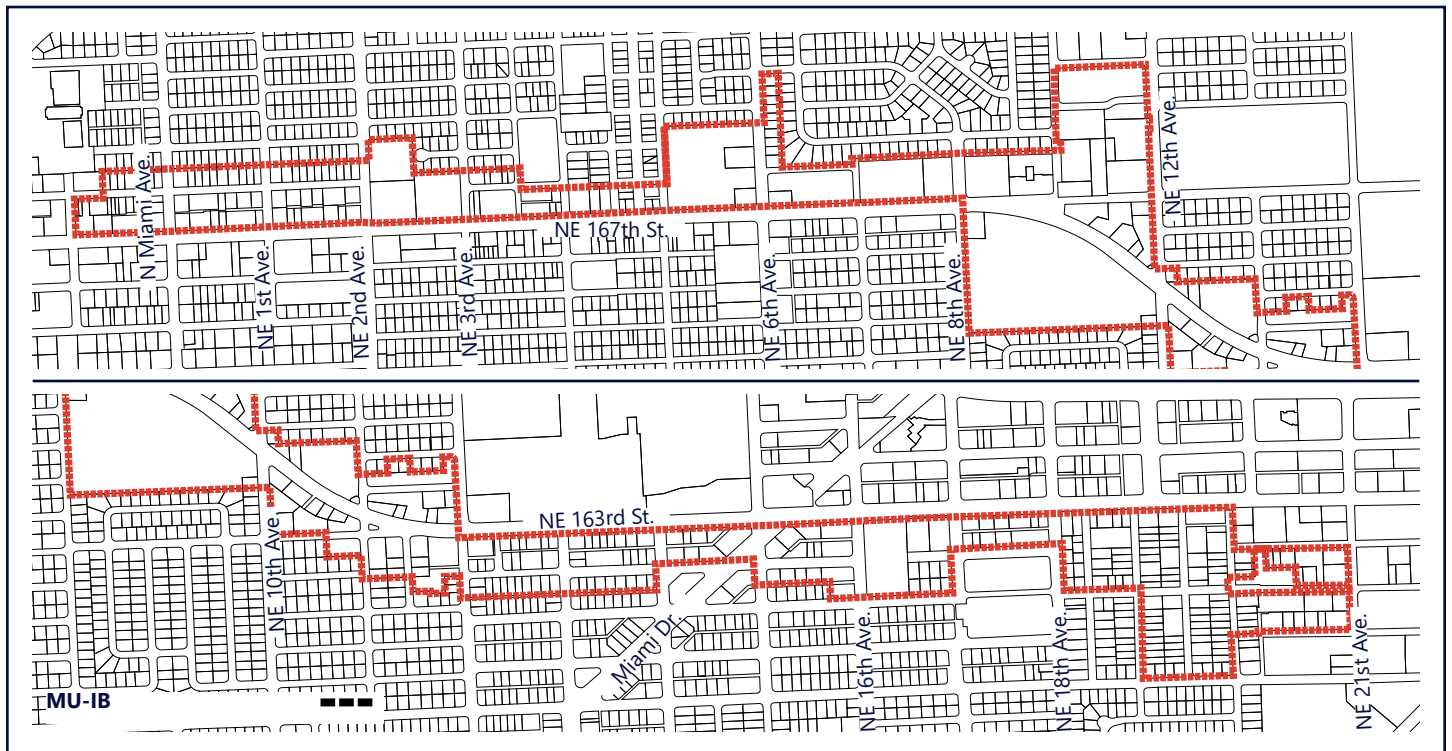 N Miami Ave.
NE 1st Ave.
NE 2nd Ave.
NE 3rd Ave.
NE 167th St.
NE 6th Ave.
NE 8th Ave.
NE 12th Ave.
NE 163rd St.
NE 10th Ave.
Miami Dr.
NE 16th Ave.
NE 18th Ave.
NE 21st Ave.
MU-IB